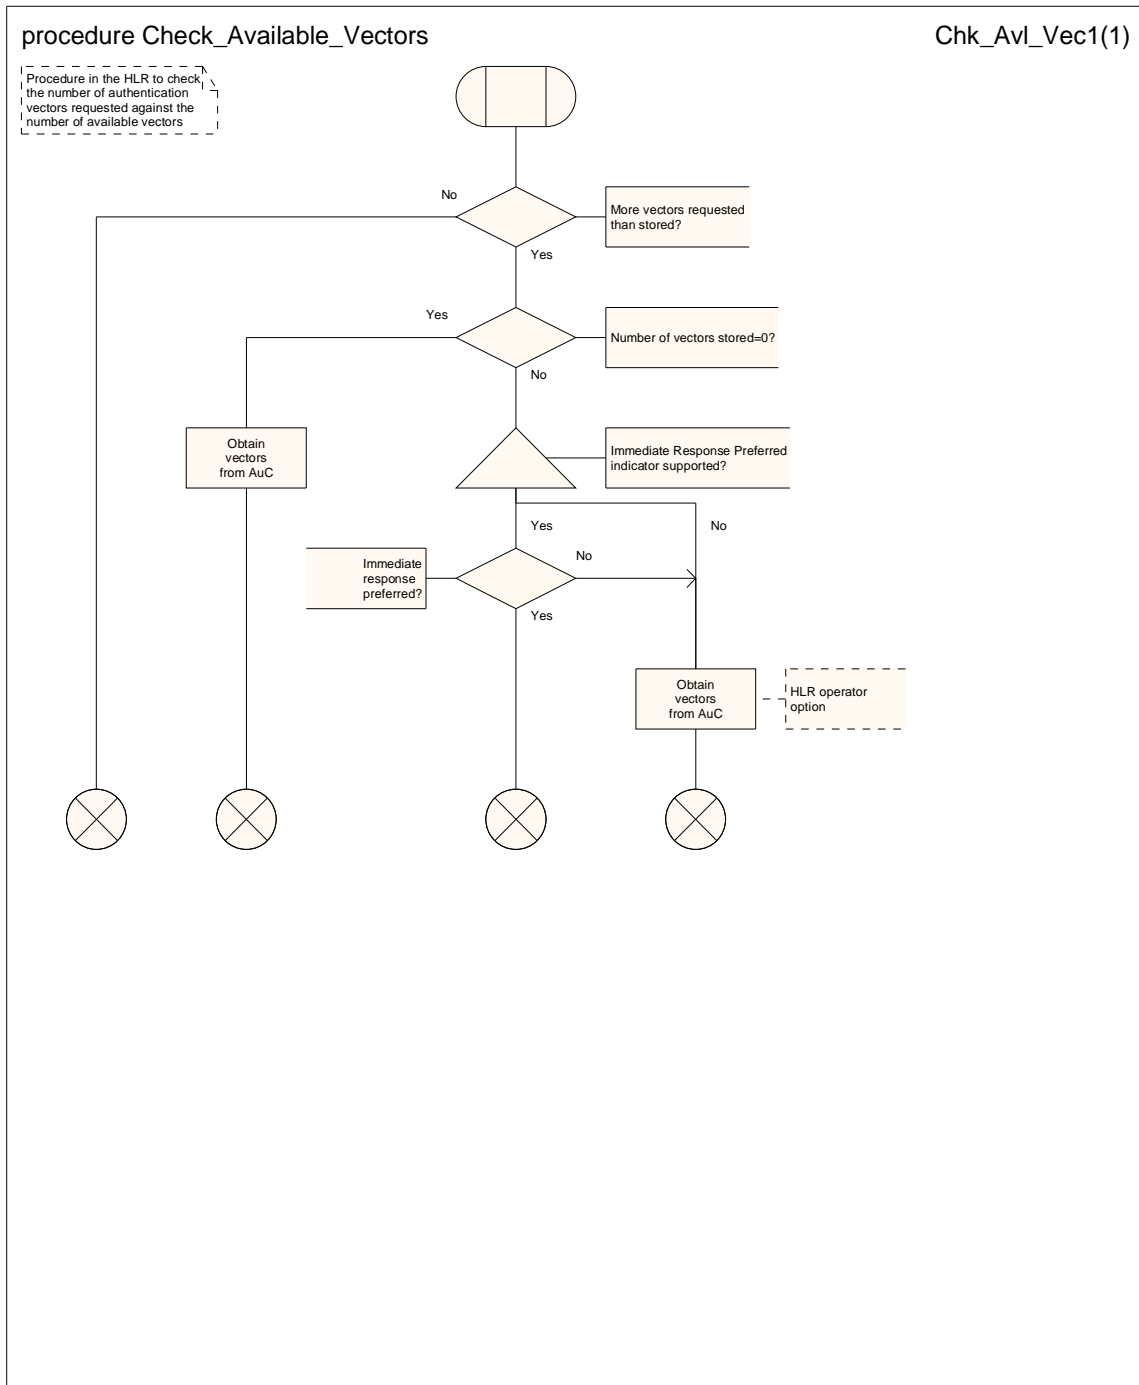 procedure Check_Available_Vectors
Chk_Avl_Vec1(1)
Procedure in the HLR to check
the number of authentication
vectors requested against the
number of available vectors
No
More vectors requested
than stored?
Yes
Yes
Number of vectors stored=0?
No
Obtain
vectors
from AuC
Immediate Response Preferred
indicator supported?
Yes
No
Immediate
response
preferred?
No
Yes
Obtain
vectors
from AuC
HLR operator
option